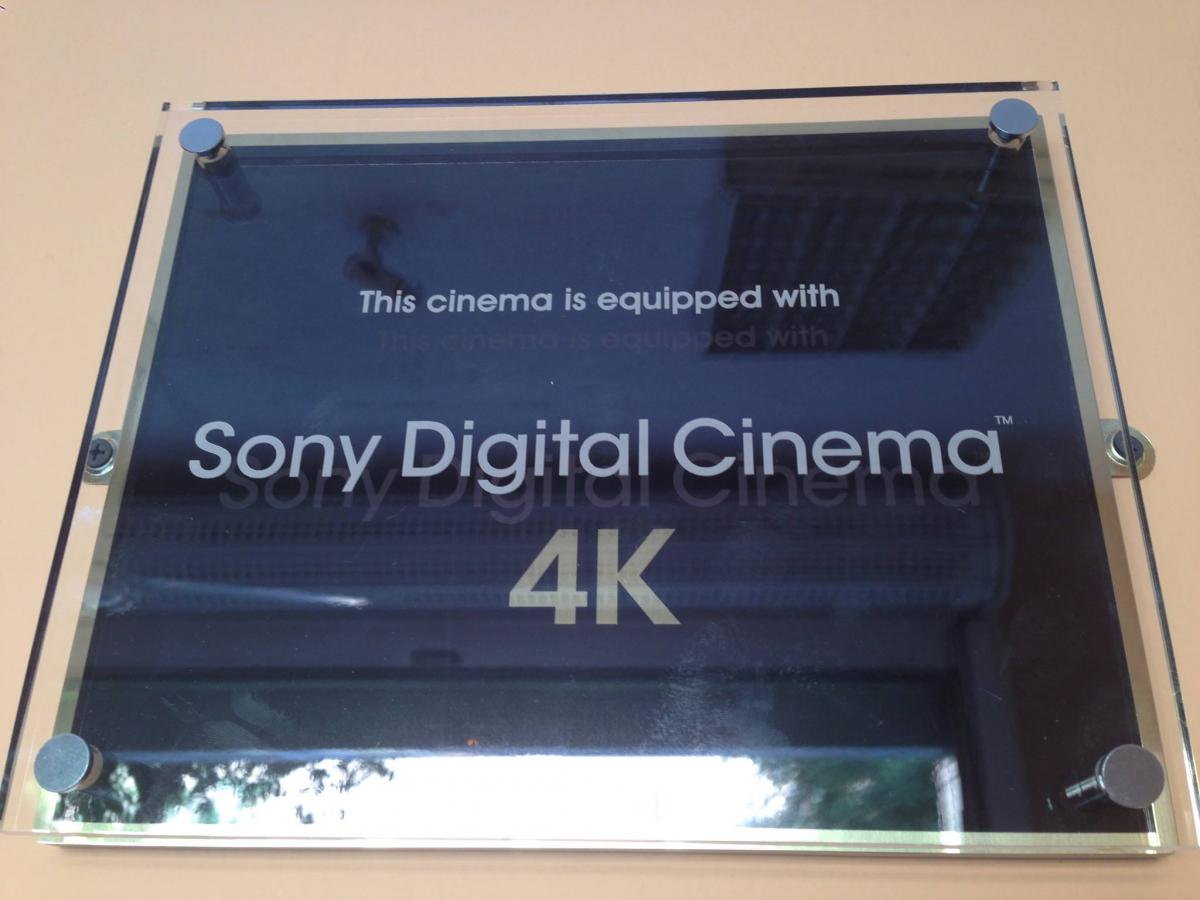 This cinema is equipped with
Sony Digital Cinema™
4K